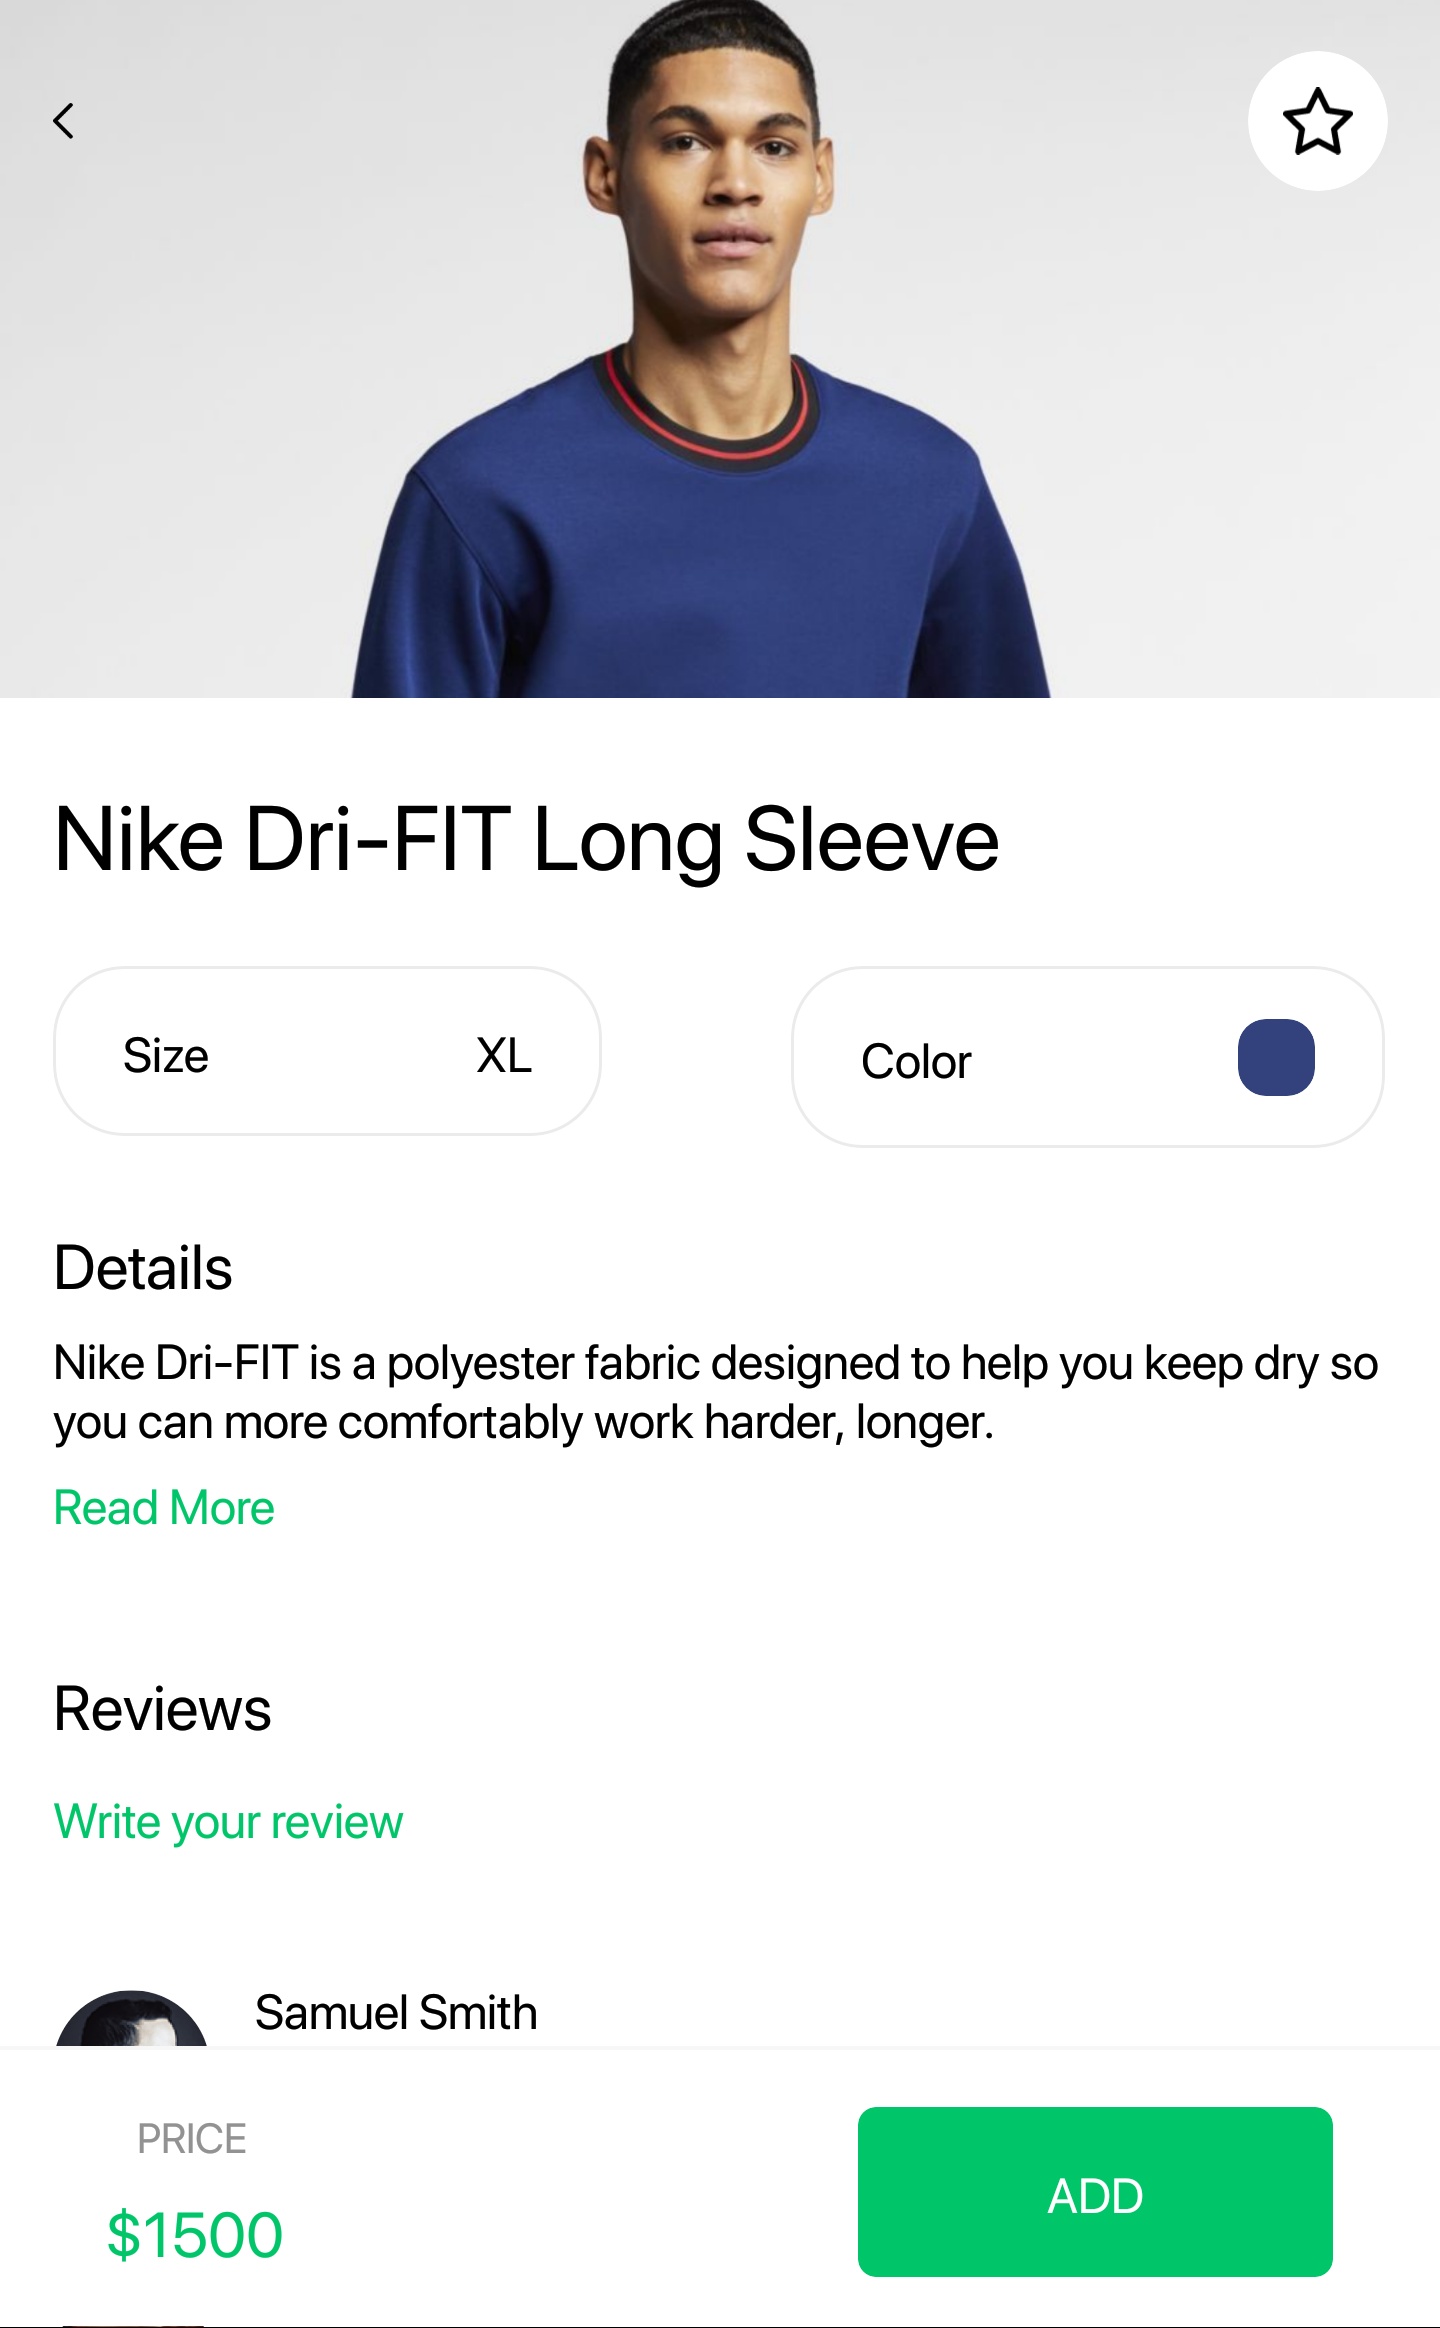 Nike Dri-FIT Long Sleeve
Size XL
Color
Details
Nike Dri-FIT is a polyester fabric designed to help you keep dry so
you can more comfortably work harder, longer.
Read More
Reviews
Write your review
Samuel Smith
PRICE
$1500
ADD